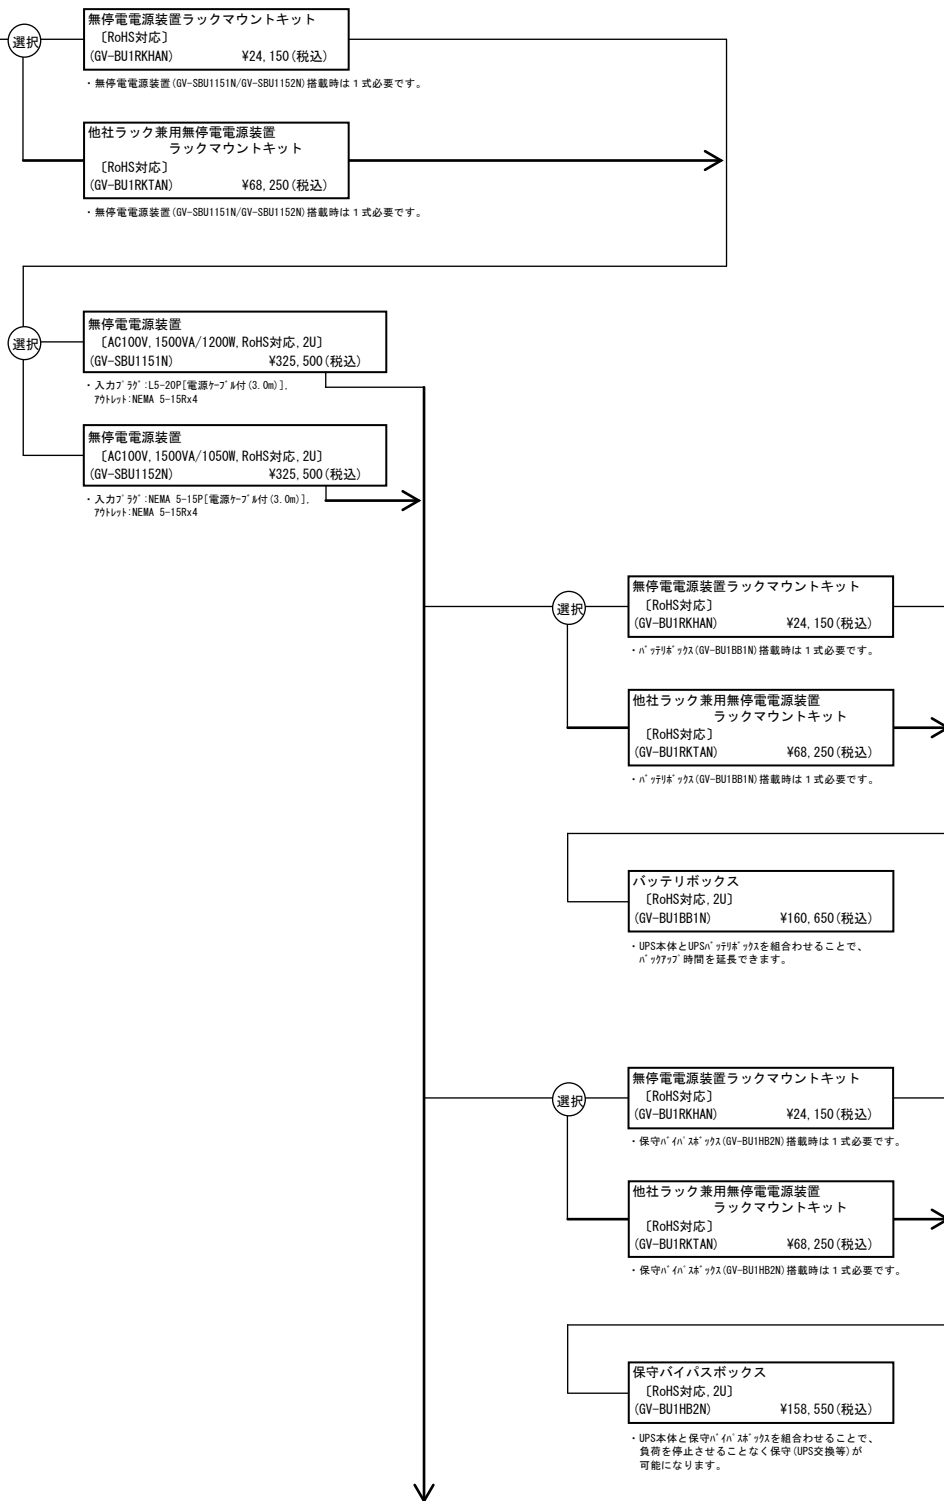 選択
無停電電源装置ラックマウントキット
〔RoHS対応〕
(GV-BU1RKHAN) ¥24,150(税込)
・無停電電源装置(GV-SBU1151N/GV-SBU1152N)搭載時は１式必要です。
他社ラック兼用無停電電源装置
ラックマウントキット
〔RoHS対応〕
(GV-BU1RKTAN) ¥68,250(税込)
・無停電電源装置(GV-SBU1151N/GV-SBU1152N)搭載時は１式必要です。
選択
無停電電源装置
〔AC100V,1500VA/1200W,RoHS対応,2U〕
(GV-SBU1151N) ¥325,500(税込)
・入力ﾌﾟﾗｸﾞ:L5-20P[電源ｹｰﾌﾞﾙ付(3.0m)],
ｱｳﾄﾚｯﾄ:NEMA 5-15Rx4
無停電電源装置
〔AC100V,1500VA/1050W,RoHS対応,2U〕
(GV-SBU1152N) ¥325,500(税込)
・入力ﾌﾟﾗｸﾞ:NEMA 5-15P[電源ｹｰﾌﾞﾙ付(3.0m)],
ｱｳﾄﾚｯﾄ:NEMA 5-15Rx4
選択
無停電電源装置ラックマウントキット
〔RoHS対応〕
(GV-BU1RKHAN) ¥24,150(税込)
・ﾊﾞｯﾃﾘﾎﾞｯｸｽ(GV-BU1BB1N)搭載時は１式必要です。
他社ラック兼用無停電電源装置
ラックマウントキット
〔RoHS対応〕
(GV-BU1RKTAN) ¥68,250(税込)
・ﾊﾞｯﾃﾘﾎﾞｯｸｽ(GV-BU1BB1N)搭載時は１式必要です。
バッテリボックス
〔RoHS対応,2U〕
(GV-BU1BB1N) ¥160,650(税込)
・UPS本体とUPSﾊﾞｯﾃﾘﾎﾞｯｸｽを組合わせることで、
ﾊﾞｯｸｱｯﾌﾟ時間を延長できます。
選択
無停電電源装置ラックマウントキット
〔RoHS対応〕
(GV-BU1RKHAN) ¥24,150(税込)
・保守ﾊﾞｲﾊﾟｽﾎﾞｯｸｽ(GV-BU1HB2N)搭載時は１式必要です。
他社ラック兼用無停電電源装置
ラックマウントキット
〔RoHS対応〕
(GV-BU1RKTAN) ¥68,250(税込)
・保守ﾊﾞｲﾊﾟｽﾎﾞｯｸｽ(GV-BU1HB2N)搭載時は１式必要です。
保守バイパスボックス
〔RoHS対応,2U〕
(GV-BU1HB2N) ¥158,550(税込)
・UPS本体と保守ﾊﾞｲﾊﾟｽﾎﾞｯｸｽを組合わせることで、
負荷を停止させることなく保守(UPS交換等)が
可能になります。